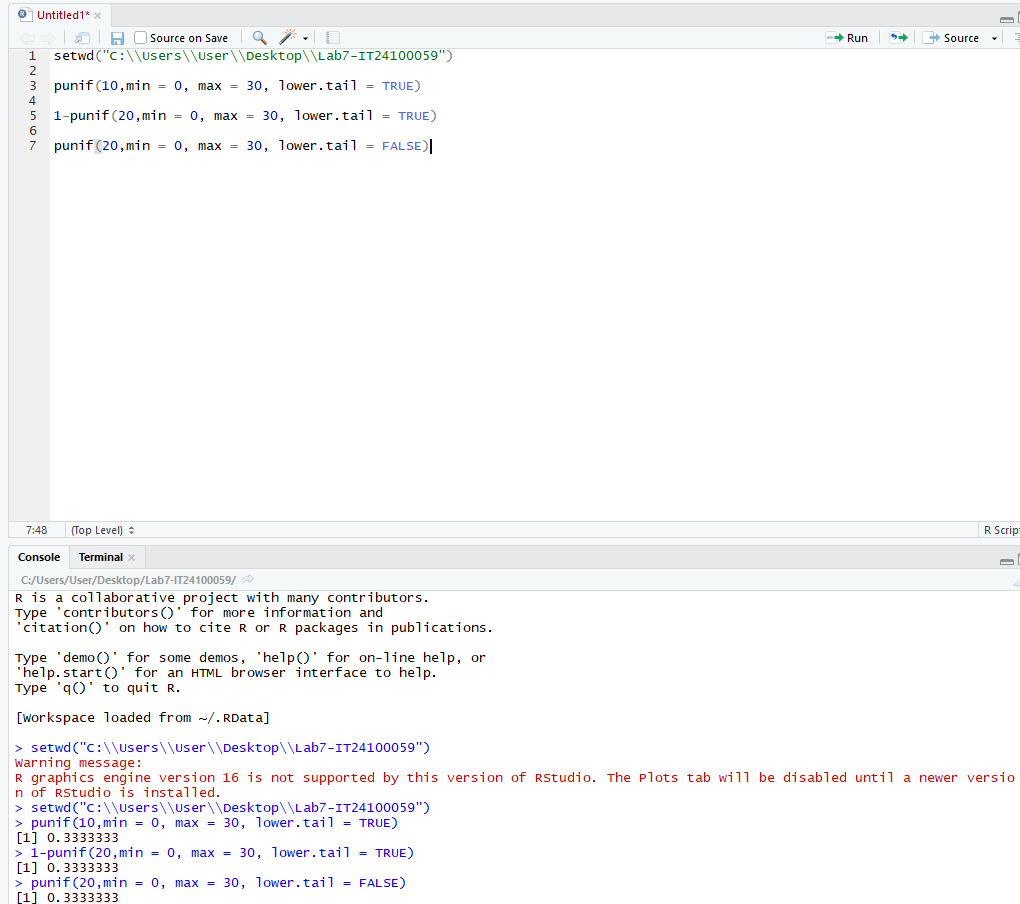 Untitled1*
Source on Save
Run
Source
1 setwd("C:\\Users\\User\\Desktop\\Lab7-IT24100059")
2
3 punif(10,min = 0, max = 30, lower.tail = TRUE)
4
5 1-punif(20,min = 0, max = 30, lower.tail = TRUE)
6
7 punif(20,min = 0, max = 30, lower.tail = FALSE)
7:48
(Top Level)
R Scrip
Console
Terminal
C:/Users/User/Desktop/Lab7-IT24100059/
R is a collaborative project with many contributors.
Type 'contributors()' for more information and
'citation()' on how to cite R or R packages in publications.
Type 'demo()' for some demos, 'help()' for on-line help, or
'help.start()' for an HTML browser interface to help.
Type 'q()' to quit R.
[Workspace loaded from ~/.RData]
> setwd("C:\\Users\\User\\Desktop\\Lab7-IT24100059")
Warning message:
R graphics engine version 16 is not supported by this version of RStudio. The Plots tab will be disabled until a newer versio
n of RStudio is installed.
> setwd("C:\\Users\\User\\Desktop\\Lab7-IT24100059")
> punif(10,min = 0, max = 30, lower.tail = TRUE)
[1] 0.3333333
> 1-punif(20,min = 0, max = 30, lower.tail = TRUE)
[1] 0.3333333
> punif(20,min = 0, max = 30, lower.tail = FALSE)
[1] 0.3333333